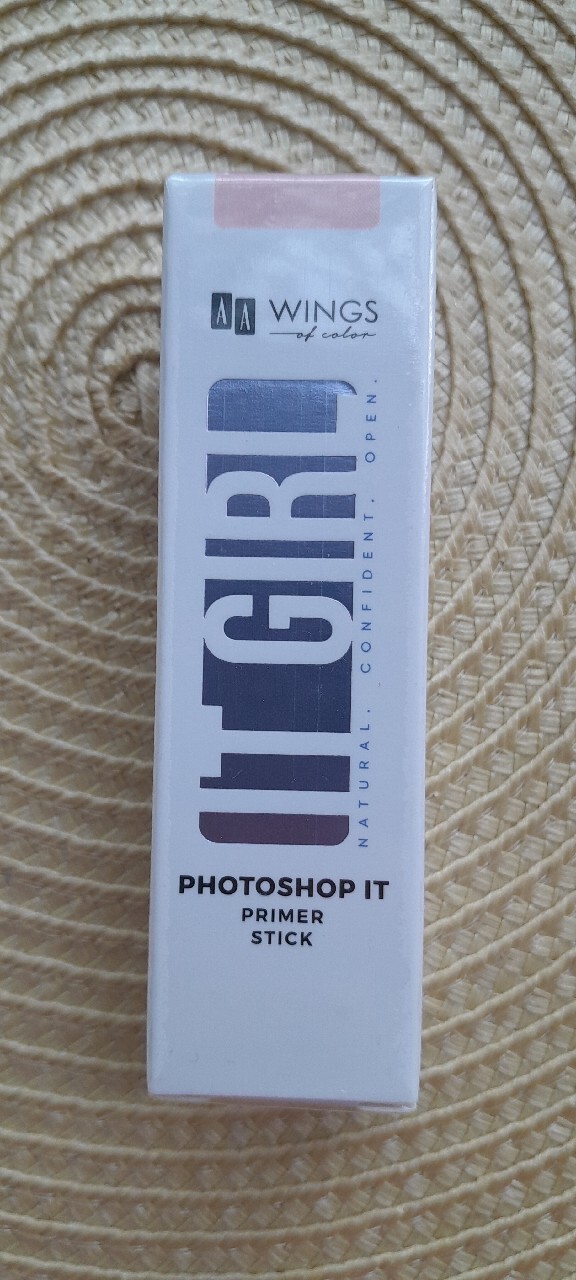 AA WINGS
of color
IT GIRL
NATURAL. CONFIDENT. OPEN.
PHOTOSHOP IT
PRIMER
STICK